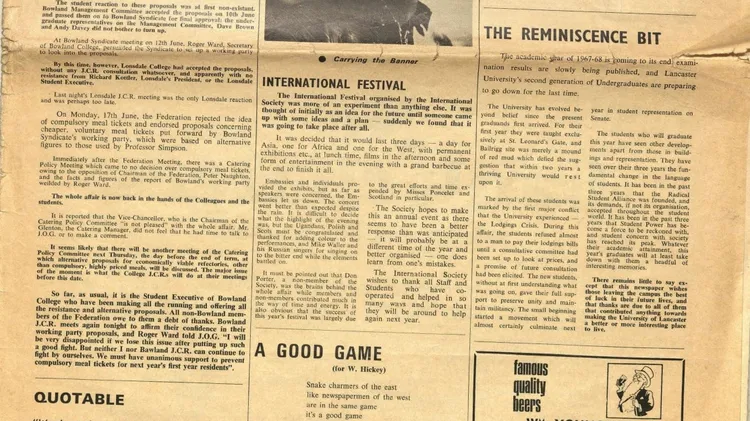 The student reaction to these proposals was at first non-existent.
Bowland Management Committee accepted the proposals on 10th June
and passed them on to Bowland Syndicate for final approval: the under-
graduate representatives on the Management Committee, Dave Brown
and Andy Davey did not bother to turn up.
At Bowland Syndicate meeting on 12th June, Roger Ward, Secretary
of Bowland College, persuaded the Syndicate to set up a working party
to look into the proposals.
By this time, however, Lonsdale College had accepted the proposals,
without any J.C.R. consultation whatsoever, and apparently with no
resistance from Richard Kerdter, Lonsdale's President, or the Lonsdale
Student Executive.
Last night's Lonsdale J.C.R. meeting was the only Lonsdale reaction
and was perhaps too late.
On Monday, 17th June, the Federation rejected the idea
of compulsory meal tickets and endorsed proposals concerning
cheaper, voluntary meal tickets put forward by Bowland
Syndicate's working party, which were based on alternative
figures to those used by Professor Simpson.
Immediately after the Federation Meeting, there was a Catering
Policy Meeting which came to no decision over compulsory meal tickets,
owing to the opposition of Chairman of the Federation, Peter Naughton,
and the facts and figures of the report of Bowland's working party
wielded by Roger Ward.
The whole affair is now back in the hands of the Colleges and the
students.
It is reported that the Vice-Chancellor, who is the Chairman of the
Catering Policy Committee "is not pleased" with the whole affair. Mr.
Glenton, the Catering Manager, did not feel that he had time to talk to
J.O.G. or to make a comment.
It seems likely that there will be another meeting of the Catering
Policy Committee next Thursday, the day before the end of term, at
which alternative proposals for economically viable refectories, other
than compulsory, highly priced meals, will be discussed. The major issue
of the moment is what the College J.C.R.s will do at their meetings
before this date.
So far, as usual, it is the Student Executive of Bowland
College who have been making all the running and offering all
the resistance and alternative proposals. All non-Bowland mem-
bers of the Federation owe to them a debt of thanks. Bowland
J.C.R. meets again tonight to affirm their confidence in their
working party proposals, and Roger Ward told J.O.G. "I will
be very disappointed if we lose this issue after putting up such
a good fight. But neither I nor Bowland J.C.R. can continue to
fight by ourselves. We must have unanimous support to prevent
compulsory meal tickets for next year's first year residents".
QUOTABLE
• Carrying the Banner
INTERNATIONAL FESTIVAL
The International Festival organised by the International
Society was more of an experiment than anything else. It was
thought of initially as an idea for the future until someone came
up with some ideas and a plan — suddenly we found that it
was going to take place after all.
It was decided that it would last three days — a day for
Asia, one for Africa and one for the West, with permanent
exhibitions etc., at lunch time, films in the afternoon and some
form of entertainment in the evening with a grand barbecue at
the end to finish it all.
Embassies and individuals pro-
vided the exhibits, but as far as
speakers were concerned, the Em-
bassies let us down. The concert
went better than expected despite
the rain. It is difficult to decide
what the highlight of the evening
was, but the Ugandans, Polish and
Scots must be congratulated and
thanked for adding colour to the
performances, and Mike Waller and
his Russian singers for singing on
to the bitter end while the chicken
battled on.
It must be pointed out that Don
Porter, a non-member of the
Society, was the brains behind the
whole affair while members and
non-members contributed much in
the way of time and energy. It is
also obvious that the success of
this year's festival was largely due
to the great efforts and time ex-
pended by Misses Poncelet and
Scotland in particular.
The Society hopes to make
this an annual event as there
seems to have been a better
response than was anticipated
— it will probably be at a
different time of the year and
better organised — one does
learn from one's mistakes.
The International Society
wishes to thank all Staff and
Students who have co-
operated and helped in so
many ways and hope that
they will be around to help
again next year.
A GOOD GAME
(for W. Hickey)
Snake charmers of the east
like newspapermen of the west
are in the same game
it's a good game
THE REMINISCENCE BIT
The academic year of 1967-68 is coming to its end; exami-
nation results are slowly being published, and Lancaster
University's second generation of Undergraduates are preparing
to go down for the last time.
The University has evolved be-
yond belief since the present
graduates first arrived. For their
first year they were taught exclus-
ively at St. Leonard's Gate, and
Bailrigg site was merely a mound
of red mud which defied the sug-
gestion that within two years a
thriving University would rest
upon it.
The arrival of these students was
marked by the first major conflict
that the University experienced —
the Lodgings Crisis. During this
affair, the students refused almost
to a man to pay their lodgings bills
until a consultative committee had
been set up to look at prices, and
a promise of future consultation
had been elicited. The new students,
without at first understanding what
was going on, gave their full sup-
port to preserve unity and main-
tain militancy. The small beginning
started a movement which will
almost certainly culminate next
year in student representation on
Senate.
The students who will graduate
this year have seen other develop-
ments apart from those in build-
ings and representation. They have
seen over their three years the fun-
damental change in the language
of students. It has been in the past
three years that the Radical
Student Alliance was founded, and
its demands, if not its organisation,
accepted throughout the student
world. It has been in the past three
years that Student Power has be-
come a force to be reckoned with,
and student concern with society
has reached its peak. Whatever
their academic attainment, this
year's graduates will at least take
down with them a headful of
interesting memories.
There remains little to say ex-
cept that this newspaper wishes
those leaving the campus the best
of luck in their future lives, and
that thanks are due to all of them
that contributed anything towards
making the University of Lancaster
a better or more interesting place
to live.
famous
quality
beers